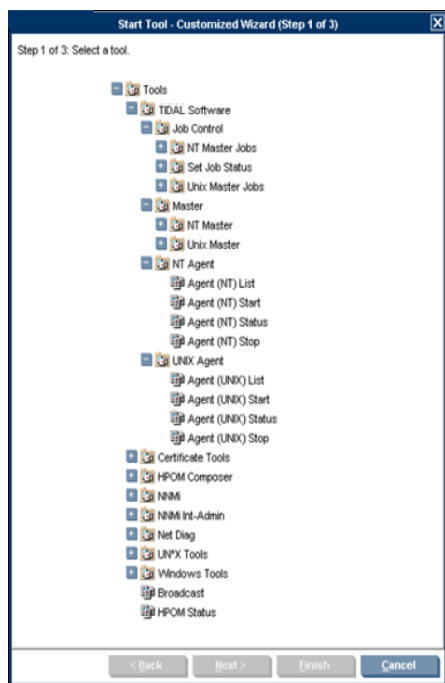 Start Tool - Customized Wizard (Step 1 of 3)
Step 1 of 3: Select a tool.
Tools
TIDAL Software
Job Control
NT Master Jobs
Set Job Status
Unix Master Jobs
Master
NT Master
Unix Master
NT Agent
Agent (NT) List
Agent (NT) Start
Agent (NT) Status
Agent (NT) Stop
UNIX Agent
Agent (UNIX) List
Agent (UNIX) Start
Agent (UNIX) Status
Agent (UNIX) Stop
Certificate Tools
HPOM Composer
NNMi
NNMi Int-Admin
Net Diag
UN*X Tools
Windows Tools
Broadcast
HPOM Status
< Back Next > Finish Cancel